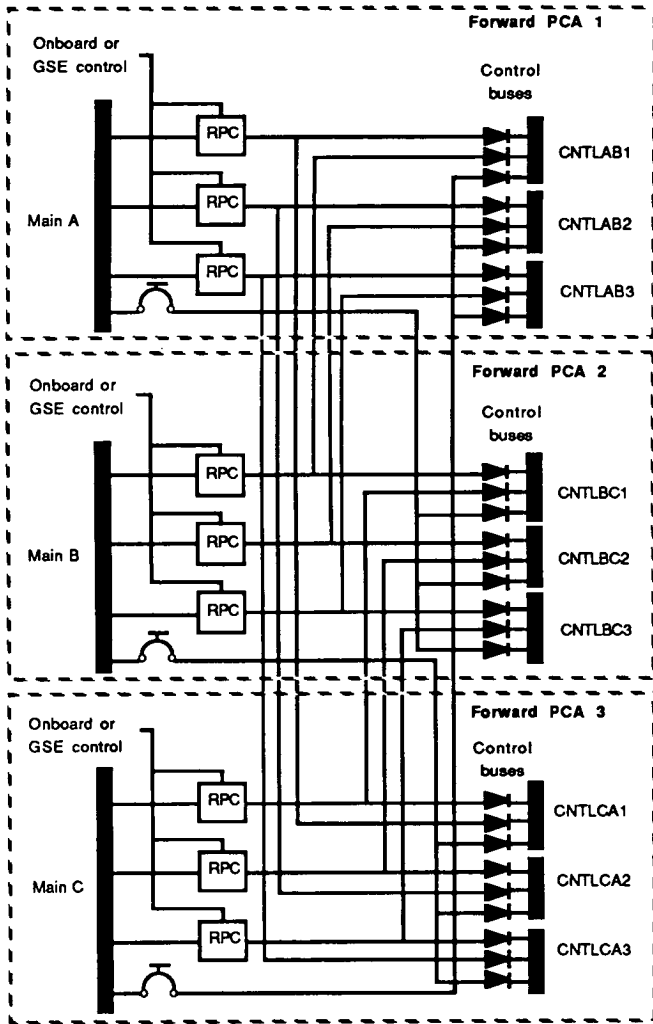 Forward PCA 1
Onboard or
GSE control
Control
buses
RPC
CNTLAB1
RPC
Main A
CNTLAB2
RPC
CNTLAB3
Forward PCA 2
Onboard or
GSE control
Control
buses
RPC
CNTLBC1
RPC
Main B
CNTLBC2
RPC
CNTLBC3
Forward PCA 3
Onboard or
GSE control
Control
buses
RPC
CNTLCA1
RPC
Main C
CNTLCA2
RPC
CNTLCA3